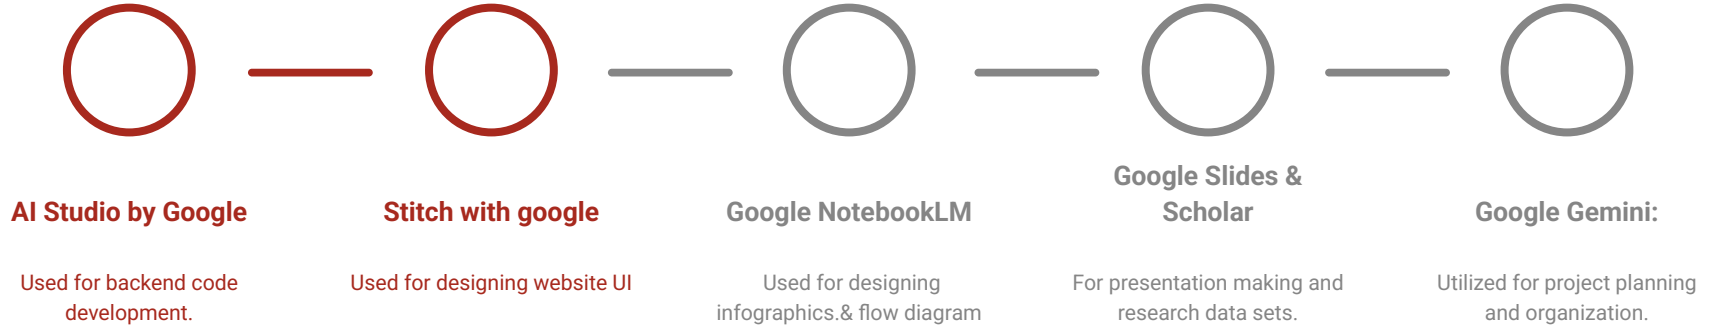 AI Studio by Google
Used for backend code
development.
Stitch with google
Used for designing website UI
Google NotebookLM
Used for designing
infographics.& flow diagram
Google Slides &
Scholar
For presentation making and
research data sets.
Google Gemini:
Utilized for project planning
and organization.